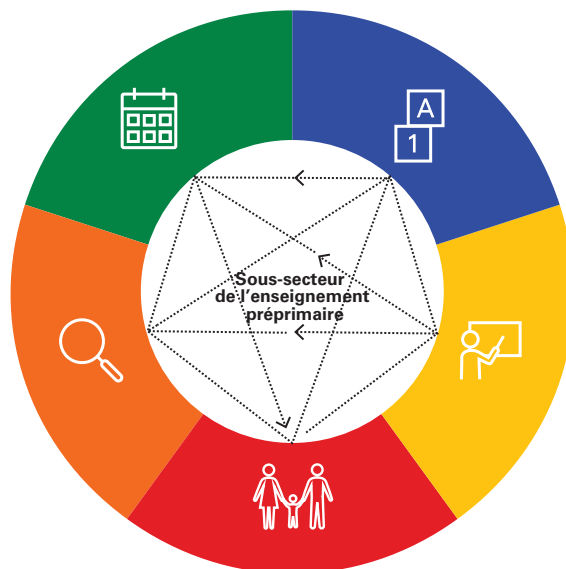 A
1
Sous-secteur
de l’enseignement
préprimaire